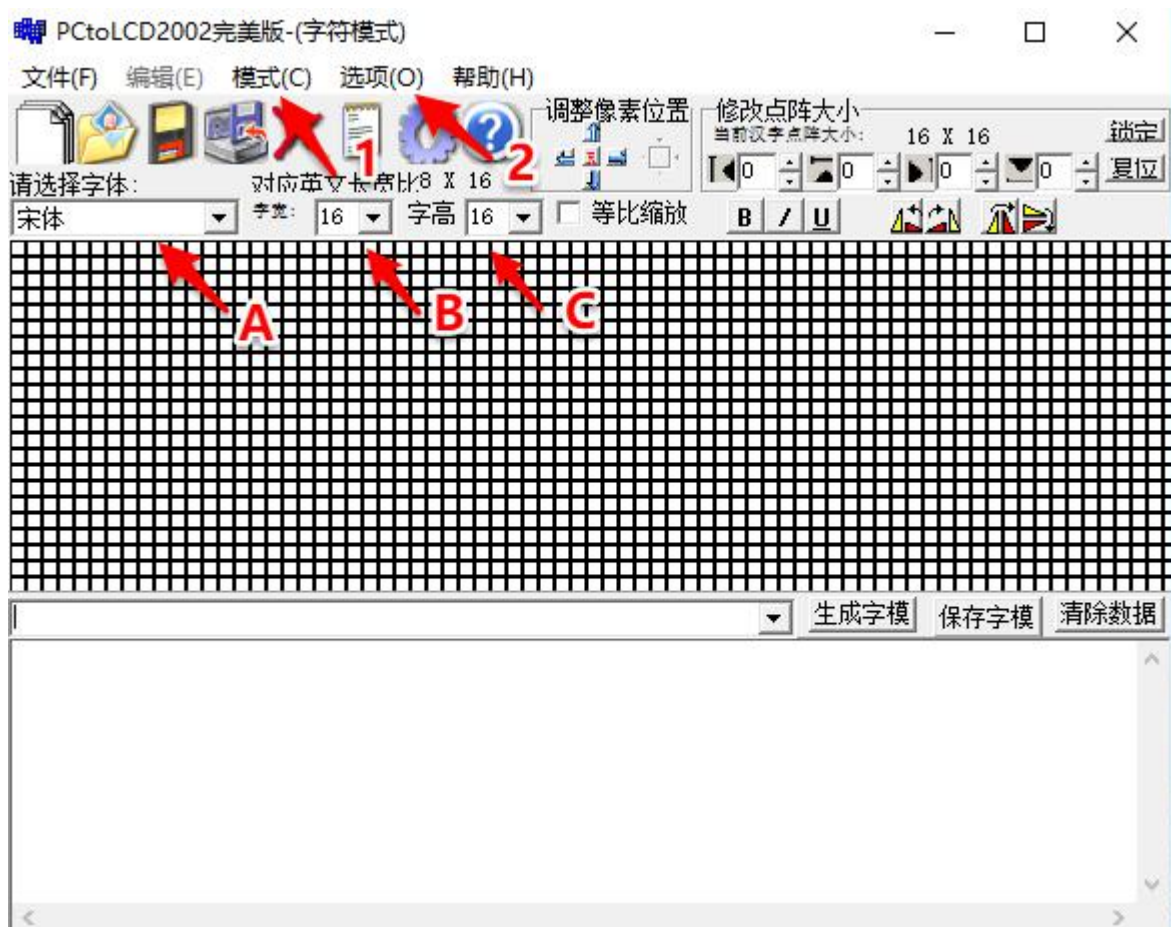 PCtoLCD2002完美版-(字符模式)
文件(F) 编辑(E) 模式(C) 选项(O) 帮助(H)
调整像素位置 修改点阵大小
当前汉字点阵大小: 16 X 16 锁定
1 2
0 0 0 0 复位
请选择字体: 对应英文长宽比8 X 16
宋体 字宽: 16 字高 16 等比缩放 B I U
A B C
生成字模 保存字模 清除数据